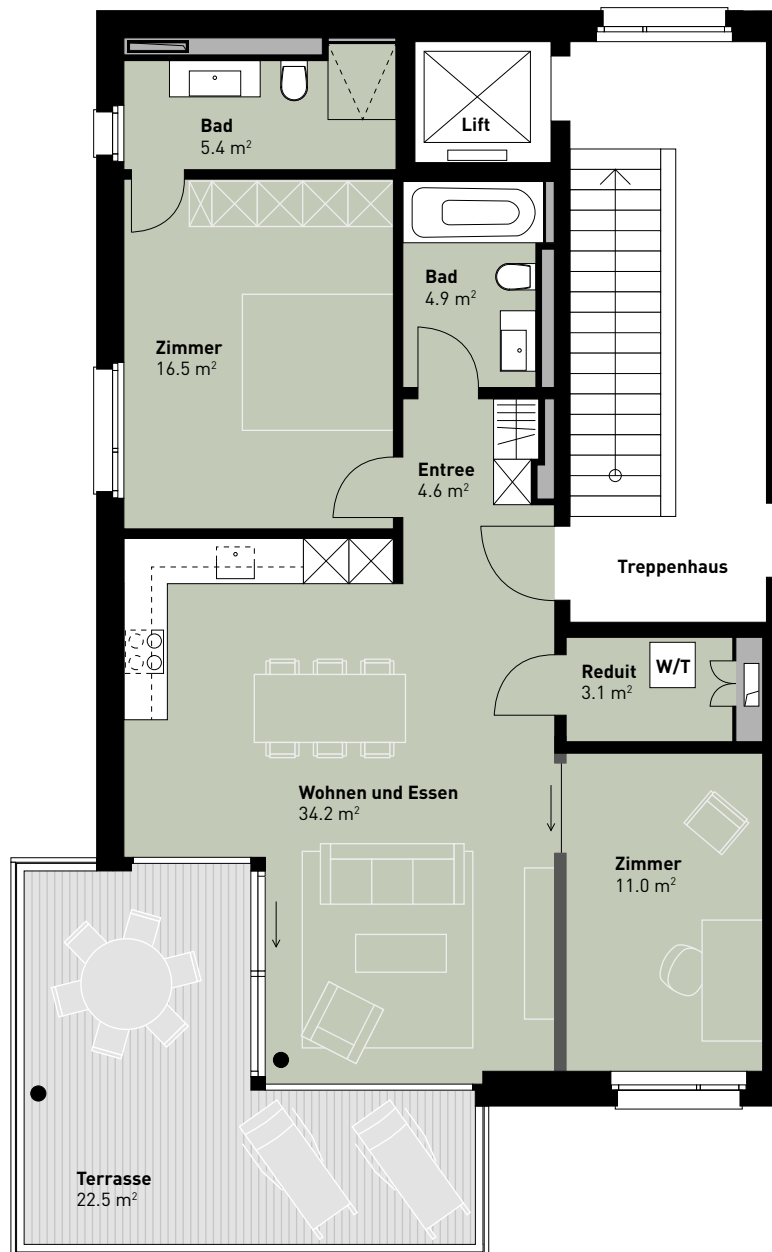 Lift
Bad
5.4 m²
Bad
4.9 m²
Zimmer
16.5 m²
Entree
4.6 m²
Treppenhaus
Reduit
3.1 m²
W/T
Wohnen und Essen
34.2 m²
Zimmer
11.0 m²
Terrasse
22.5 m²